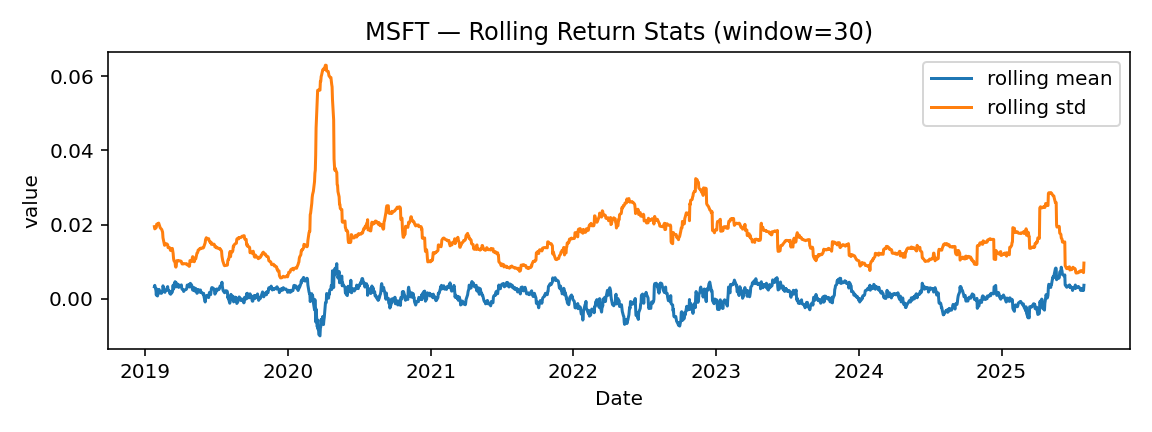 MSFT — Rolling Return Stats (window=30)
rolling mean
rolling std
0.06
0.04
0.02
0.00
value
2019 2020 2021 2022 2023 2024 2025
Date